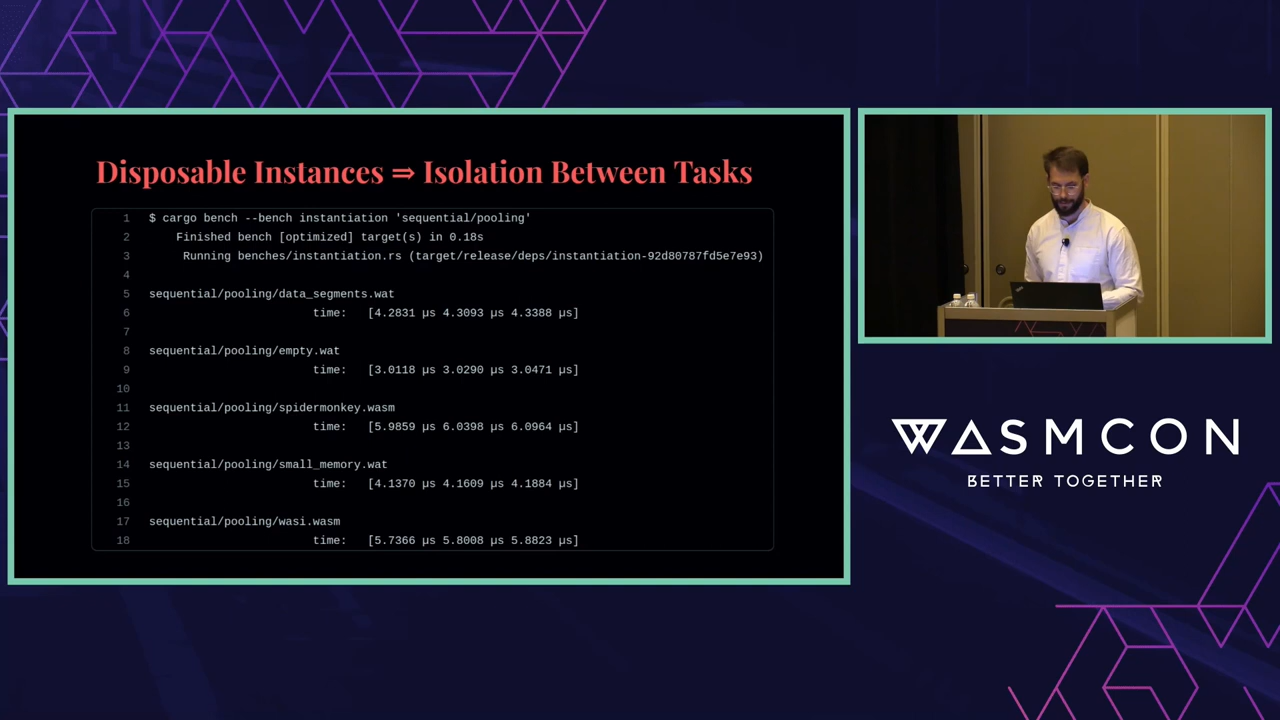 Disposable Instances ⇒ Isolation Between Tasks
1 $ cargo bench --bench instantiation 'sequential/pooling'
2 Finished bench [optimized] target(s) in 0.18s
3 Running benches/instantiation.rs (target/release/deps/instantiation-92d80787fd5e7e93)
4
5 sequential/pooling/data_segments.wat
6 time: [4.2831 µs 4.3093 µs 4.3388 µs]
7
8 sequential/pooling/empty.wat
9 time: [3.0118 µs 3.0290 µs 3.0471 µs]
10
11 sequential/pooling/spidermonkey.wasm
12 time: [5.9859 µs 6.0398 µs 6.0964 µs]
13
14 sequential/pooling/small_memory.wat
15 time: [4.1370 µs 4.1609 µs 4.1884 µs]
16
17 sequential/pooling/wasi.wasm
18 time: [5.7366 µs 5.8008 µs 5.8823 µs]
WASMCON
BETTER TOGETHER